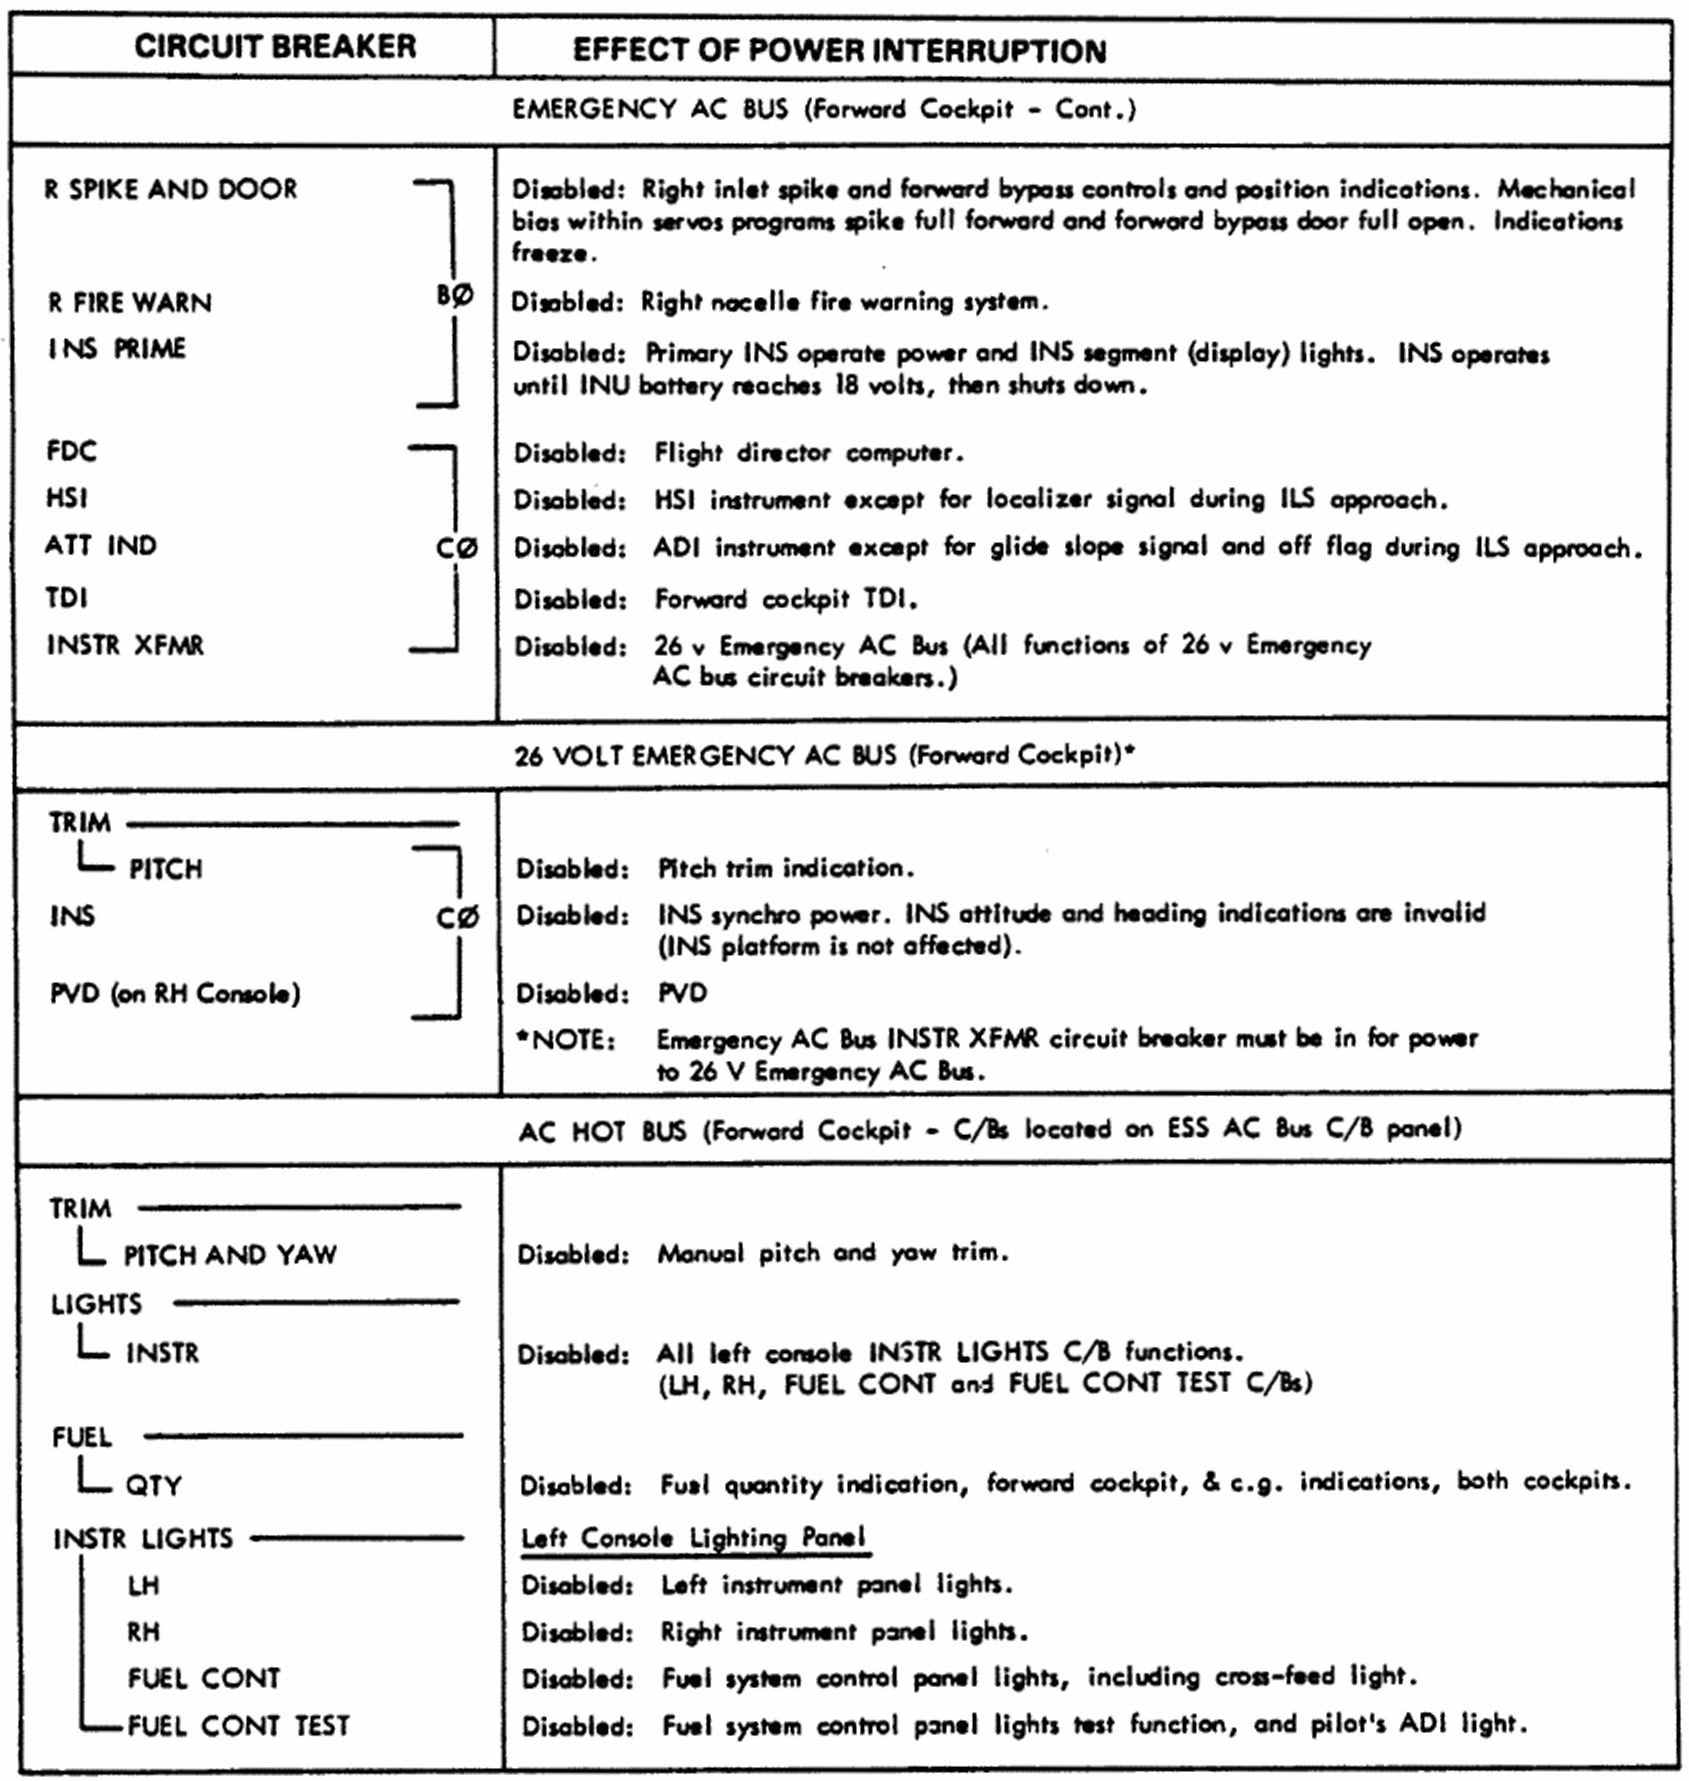 CIRCUIT BREAKER EFFECT OF POWER INTERRUPTION
EMERGENCY AC BUS (Forward Cockpit - Cont.)
R SPIKE AND DOOR Disabled: Right inlet spike and forward bypass controls and position indications. Mechanical
bias within servos programs spike full forward and forward bypass door full open. Indications
freeze.
BØ
R FIRE WARN Disabled: Right nacelle fire warning system.
INS PRIME Disabled: Primary INS operate power and INS segment (display) lights. INS operates
until INU battery reaches 18 volts, then shuts down.
FDC Disabled: Flight director computer.
HSI Disabled: HSI instrument except for localizer signal during ILS approach.
ATT IND CØ Disabled: ADI instrument except for glide slope signal and off flag during ILS approach.
TDI Disabled: Forward cockpit TDI.
INSTR XFMR Disabled: 26 v Emergency AC Bus (All functions of 26 v Emergency
AC bus circuit breakers.)
26 VOLT EMERGENCY AC BUS (Forward Cockpit)*
TRIM
PITCH Disabled: Pitch trim indication.
INS CØ Disabled: INS synchro power. INS attitude and heading indications are invalid
(INS platform is not affected).
PVD (on RH Console) Disabled: PVD
*NOTE: Emergency AC Bus INSTR XFMR circuit breaker must be in for power
to 26 V Emergency AC Bus.
AC HOT BUS (Forward Cockpit - C/Bs located on ESS AC Bus C/B panel)
TRIM
PITCH AND YAW Disabled: Manual pitch and yaw trim.
LIGHTS
INSTR Disabled: All left console INSTR LIGHTS C/B functions.
(LH, RH, FUEL CONT and FUEL CONT TEST C/Bs)
FUEL
QTY Disabled: Fuel quantity indication, forward cockpit, & c.g. indications, both cockpits.
INSTR LIGHTS Left Console Lighting Panel
LH Disabled: Left instrument panel lights.
RH Disabled: Right instrument panel lights.
FUEL CONT Disabled: Fuel system control panel lights, including cross-feed light.
FUEL CONT TEST Disabled: Fuel system control panel lights test function, and pilot's ADI light.